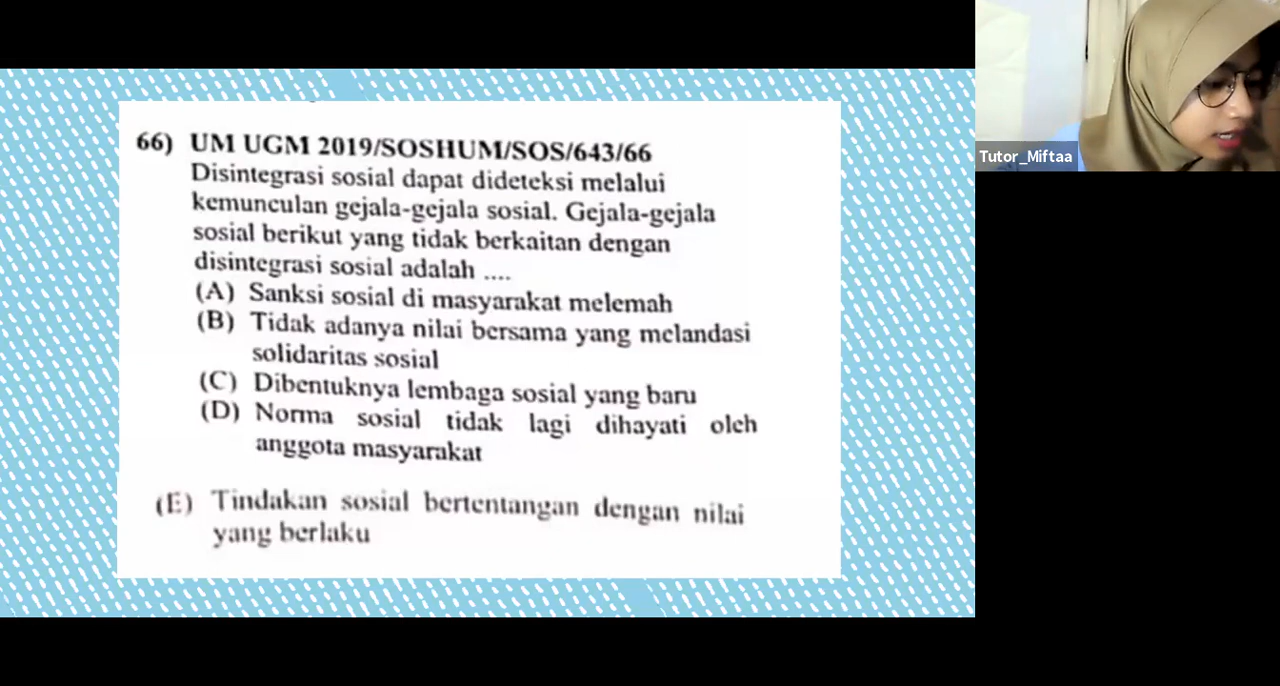 66) UM UGM 2019/SOSHUM/SOS/643/66
Disintegrasi sosial dapat dideteksi melalui
kemunculan gejala-gejala sosial. Gejala-gejala
sosial berikut yang tidak berkaitan dengan
disintegrasi sosial adalah ....
(A) Sanksi sosial di masyarakat melemah
(B) Tidak adanya nilai bersama yang melandasi
solidaritas sosial
(C) Dibentuknya lembaga sosial yang baru
(D) Norma sosial tidak lagi dihayati oleh
anggota masyarakat
(E) Tindakan sosial bertentangan dengan nilai
yang berlaku
Tutor_Miftaa